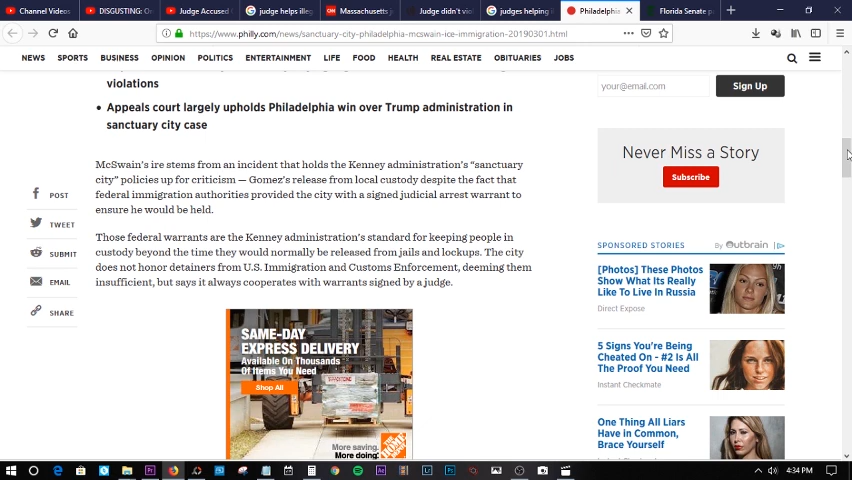 Channel Videos
DISGUSTING: O
Judge Accused
judge helps ille
Massachusetts j
Judge didn't vio
judges helping
Philadelphia
Florida Senate p
https://www.philly.com/news/sanctuary-city-philadelphia-mcswain-ice-immigration-20190301.html
NEWS SPORTS BUSINESS OPINION POLITICS ENTERTAINMENT LIFE FOOD HEALTH REAL ESTATE OBITUARIES JOBS
violations
• Appeals court largely upholds Philadelphia win over Trump administration in
sanctuary city case
McSwain's ire stems from an incident that holds the Kenney administration's “sanctuary
city” policies up for criticism — Gomez's release from local custody despite the fact that
federal immigration authorities provided the city with a signed judicial arrest warrant to
ensure he would be held.
Those federal warrants are the Kenney administration's standard for keeping people in
custody beyond the time they would normally be released from jails and lockups. The city
does not honor detainers from U.S. Immigration and Customs Enforcement, deeming them
insufficient, but says it always cooperates with warrants signed by a judge.
POST
TWEET
SUBMIT
EMAIL
SHARE
SAME-DAY
EXPRESS DELIVERY
Available On Thousands
Of Items You Need
Shop All
More saving.
More doing.
your@email.com
Sign Up
Never Miss a Story
Subscribe
SPONSORED STORIES
By Outbrain
[Photos] These Photos
Show What Its Really
Like To Live In Russia
Direct Expose
5 Signs You're Being
Cheated On - #2 Is All
The Proof You Need
Instant Checkmate
One Thing All Liars
Have in Common,
Brace Yourself
4:34 PM